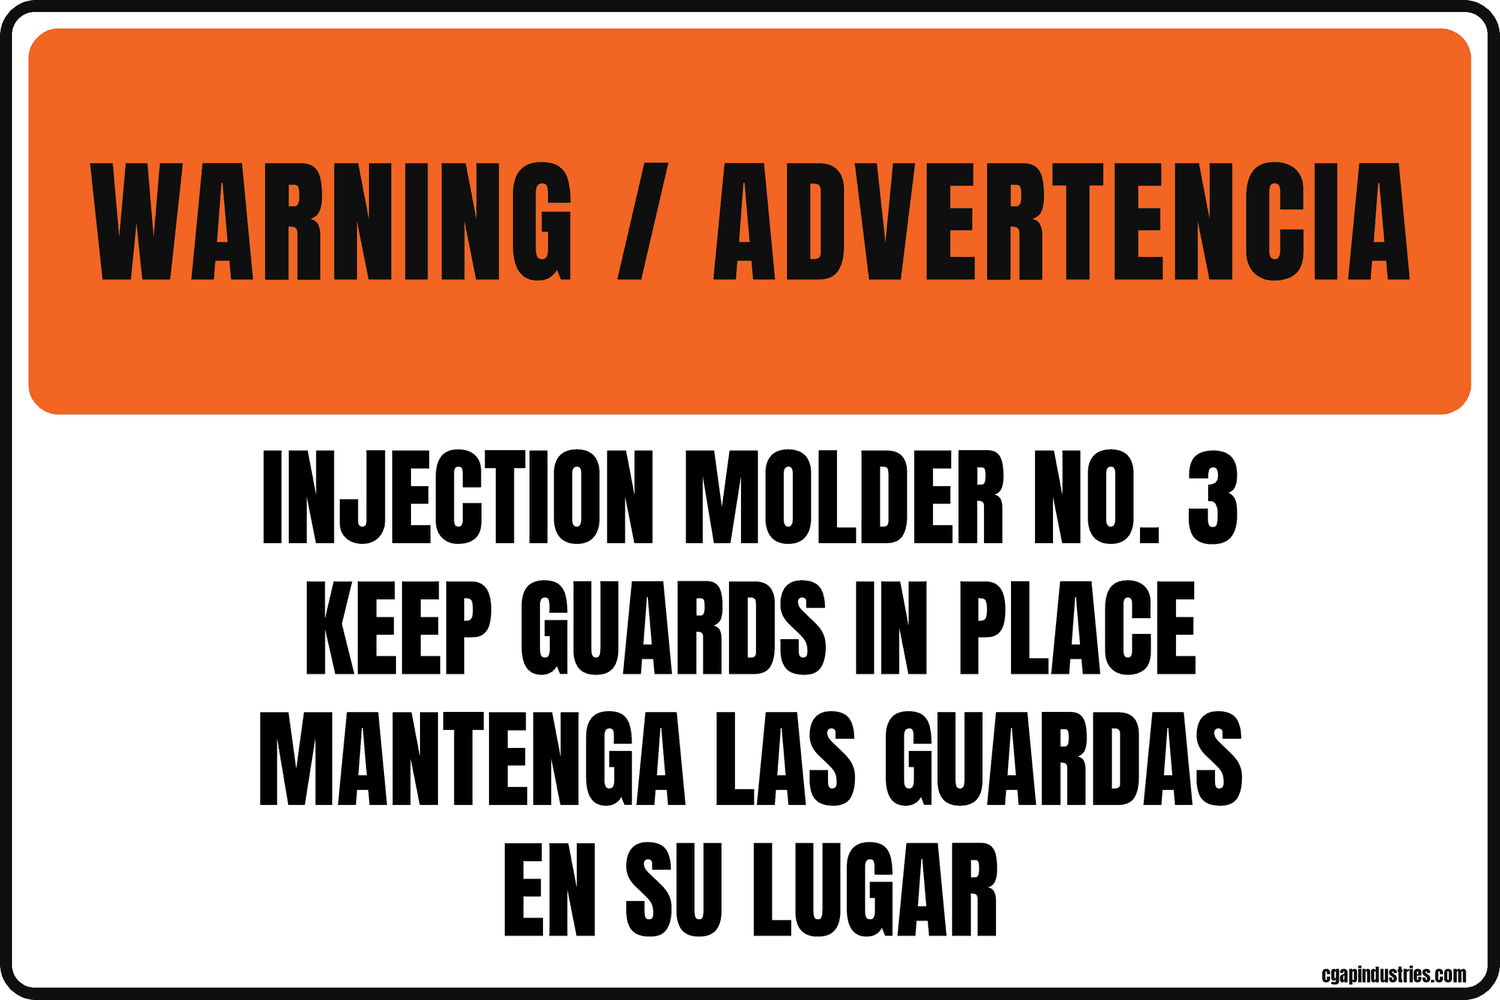 WARNING / ADVERTENCIA
INJECTION MOLDER NO. 3
KEEP GUARDS IN PLACE
MANTENGA LAS GUARDAS
EN SU LUGAR
cgapindustries.com